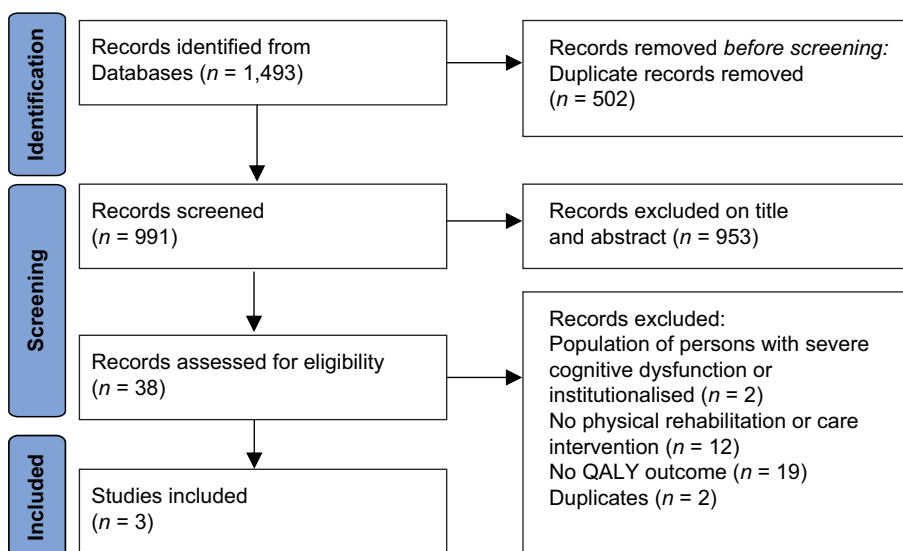 Identification
Records identified from
Databases (n = 1,493)
Records removed before screening:
Duplicate records removed
(n = 502)
Screening
Records screened
(n = 991)
Records excluded on title
and abstract (n = 953)
Records assessed for eligibility
(n = 38)
Records excluded:
Population of persons with severe
cognitive dysfunction or
institutionalised (n = 2)
No physical rehabilitation or care
intervention (n = 12)
No QALY outcome (n = 19)
Duplicates (n = 2)
Included
Studies included
(n = 3)